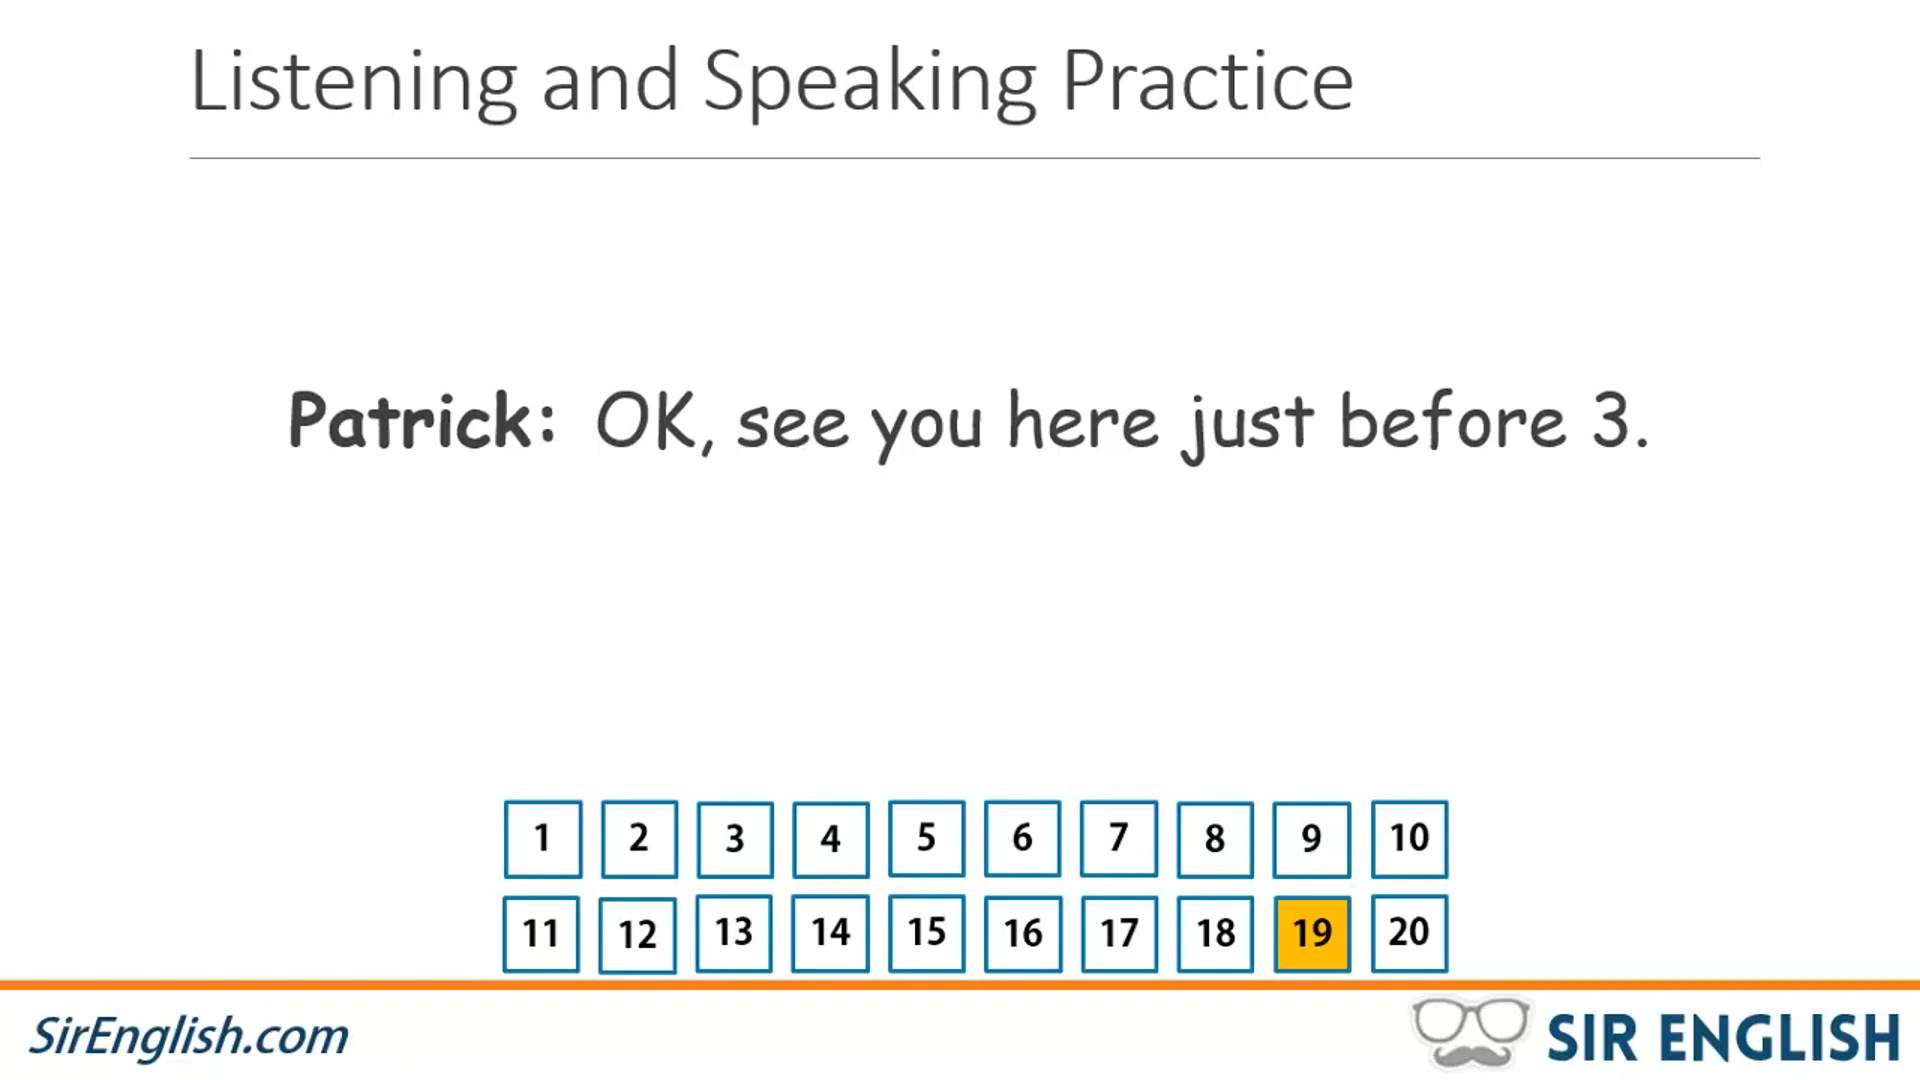 Listening and Speaking Practice
Patrick: OK, see you here just before 3.
1 2 3 4 5 6 7 8 9 10
11 12 13 14 15 16 17 18 19 20
SirEnglish.com
SIR ENGLISH